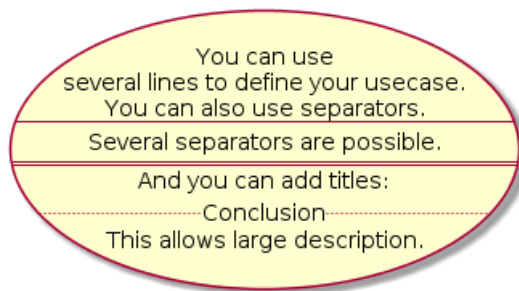 You can use
several lines to define your usecase.
You can also use separators.
Several separators are possible.
And you can add titles:
Conclusion
This allows large description.